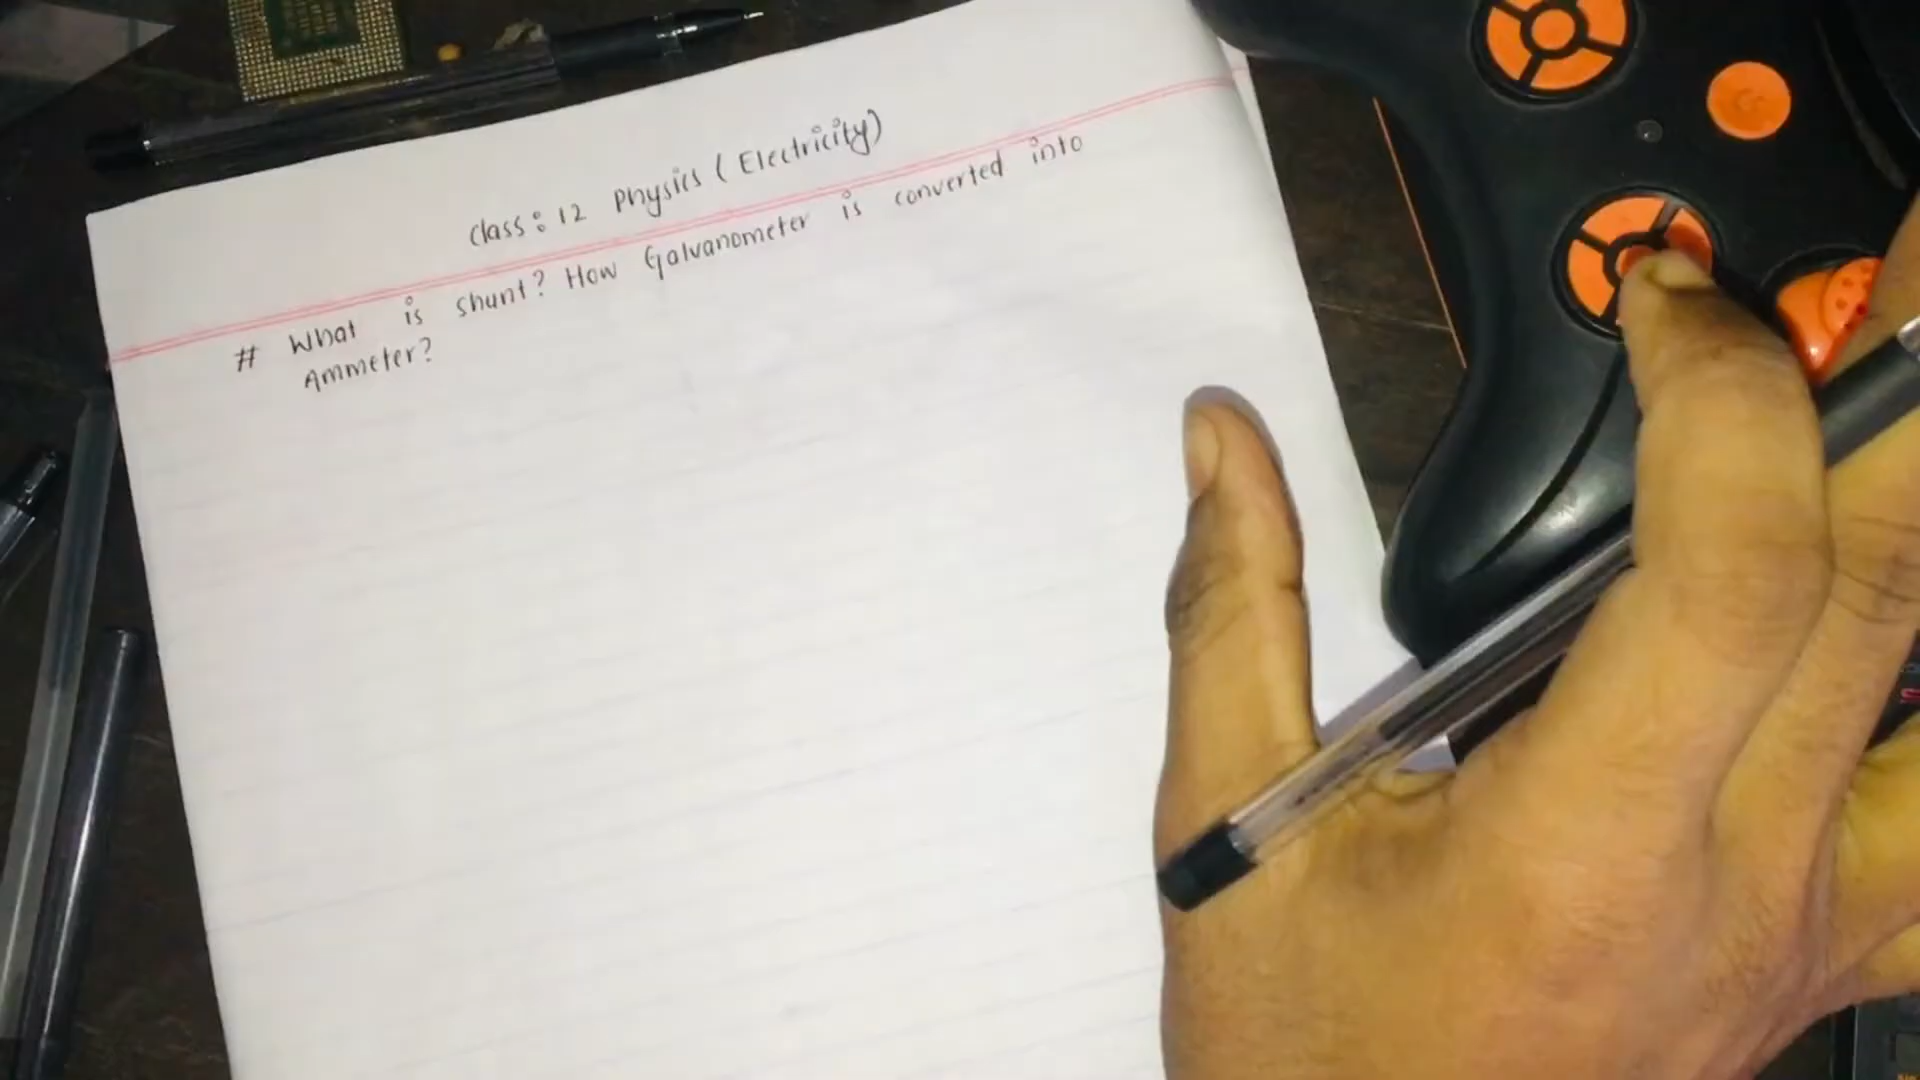 Class: 12 Physics (Electricity)
# What is shunt? How Galvanometer is converted into
Ammeter?